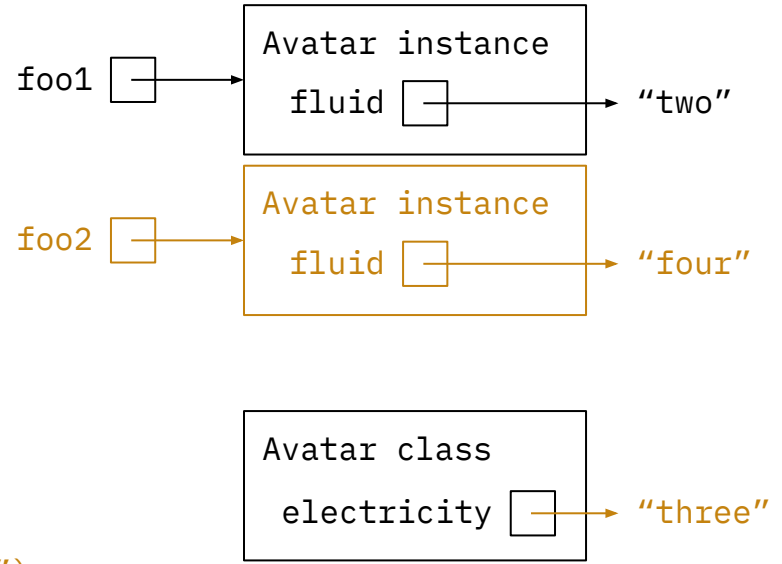 Avatar instance
foo1
fluid
“two”
Avatar instance
foo2
fluid
“four”
Avatar class
electricity
“three”
”)